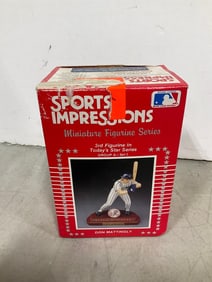 SPORTS
IMPRESSIONS
Miniature Figurine Series
3rd Figurine In
Today's Star Series
DON MATTINGLY